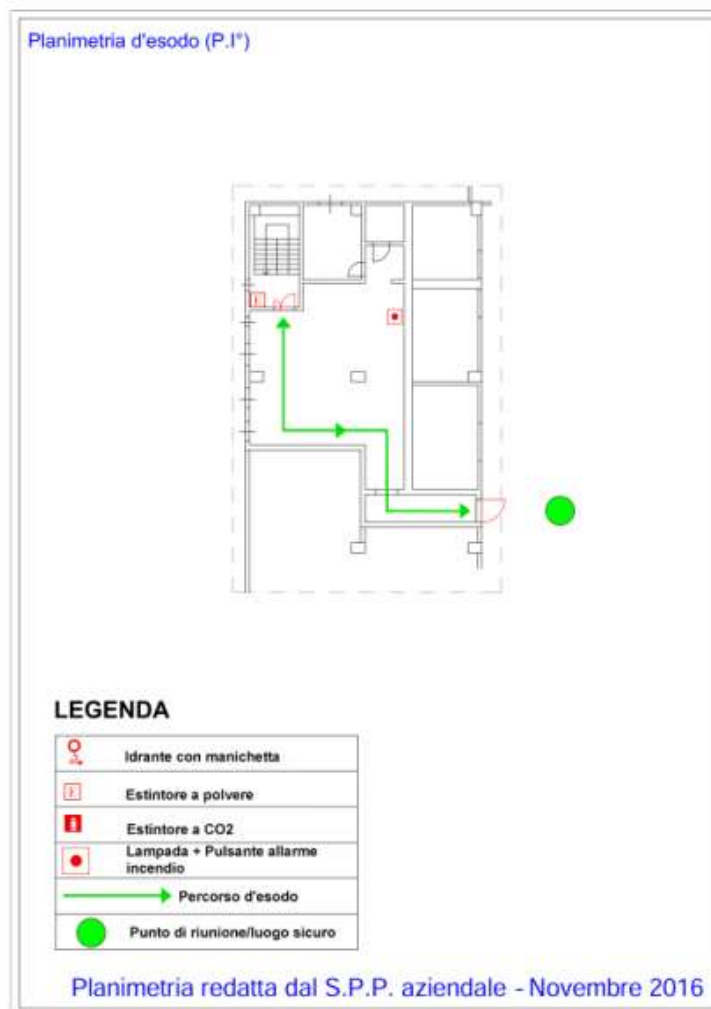 Planimetria d'esodo (P.I°)
LEGENDA
Idrante con manichetta
Estintore a polvere
Estintore a CO2
Lampada + Pulsante allarme
incendio
Percorso d'esodo
Punto di riunione/luogo sicuro
Planimetria redatta dal S.P.P. aziendale - Novembre 2016